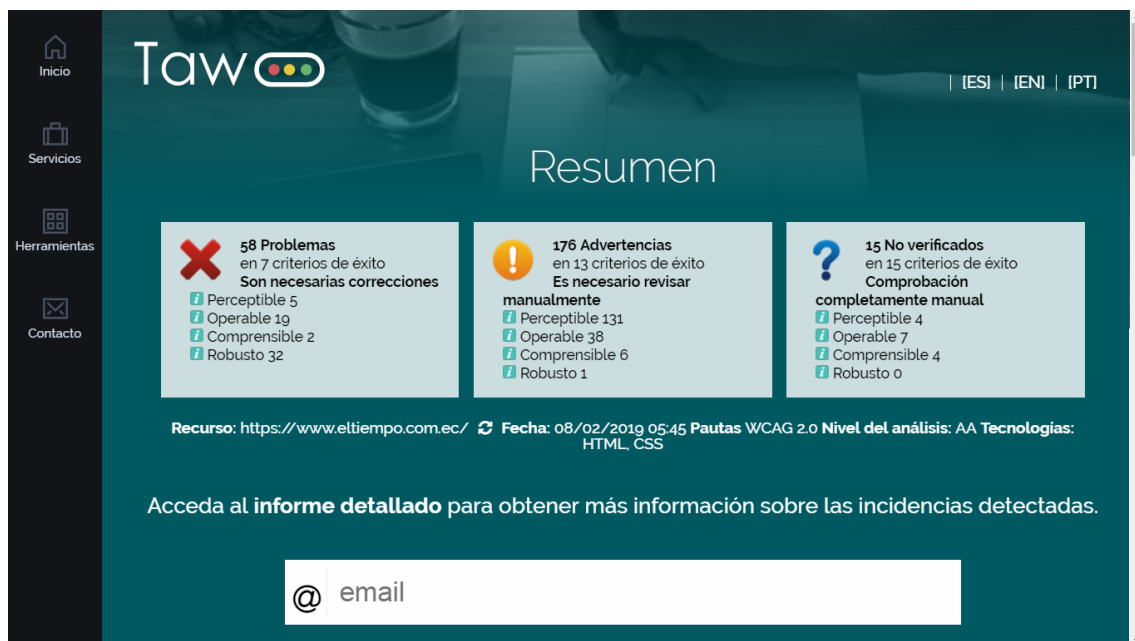 Inicio
Servicios
Herramientas
Contacto
Taw
| [ES] | [EN] | [PT]
Resumen
58 Problemas
en 7 criterios de éxito
Son necesarias correcciones
Perceptible 5
Operable 19
Comprensible 2
Robusto 32
176 Advertencias
en 13 criterios de éxito
Es necesario revisar
manualmente
Perceptible 131
Operable 38
Comprensible 6
Robusto 1
15 No verificados
en 15 criterios de éxito
Comprobación
completamente manual
Perceptible 4
Operable 7
Comprensible 4
Robusto 0
Recurso: https://www.eltiempo.com.ec/ Fecha: 08/02/2019 05:45 Pautas WCAG 2.0 Nivel del análisis: AA Tecnologías:
HTML, CSS
Acceda al informe detallado para obtener más información sobre las incidencias detectadas.
@ email